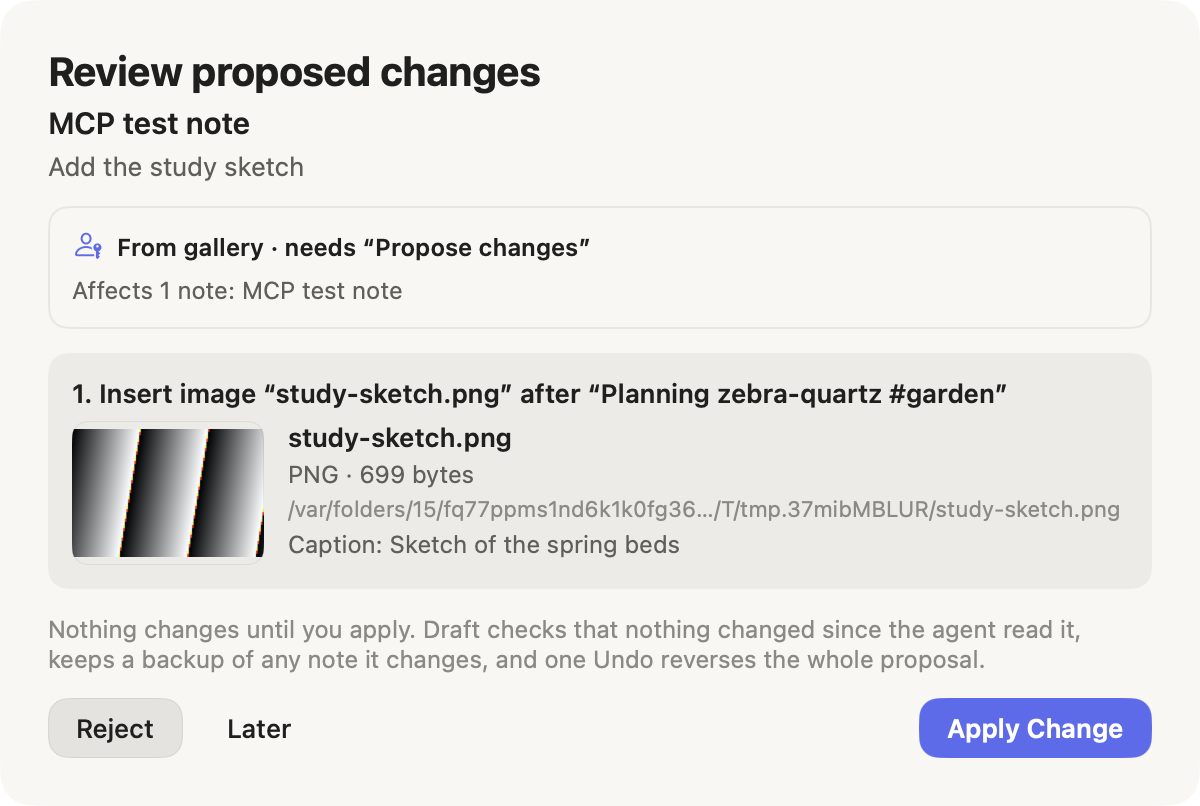 Review proposed changes
MCP test note
Add the study sketch
From gallery · needs “Propose changes”
Affects 1 note: MCP test note
1. Insert image “study-sketch.png” after “Planning zebra-quartz #garden”
study-sketch.png
PNG · 699 bytes
/var/folders/15/fq77ppms1nd6k1k0fg36.../T/tmp.37mibMBLUR/study-sketch.png
Caption: Sketch of the spring beds
Nothing changes until you apply. Draft checks that nothing changed since the agent read it,
keeps a backup of any note it changes, and one Undo reverses the whole proposal.
Reject
Later
Apply Change